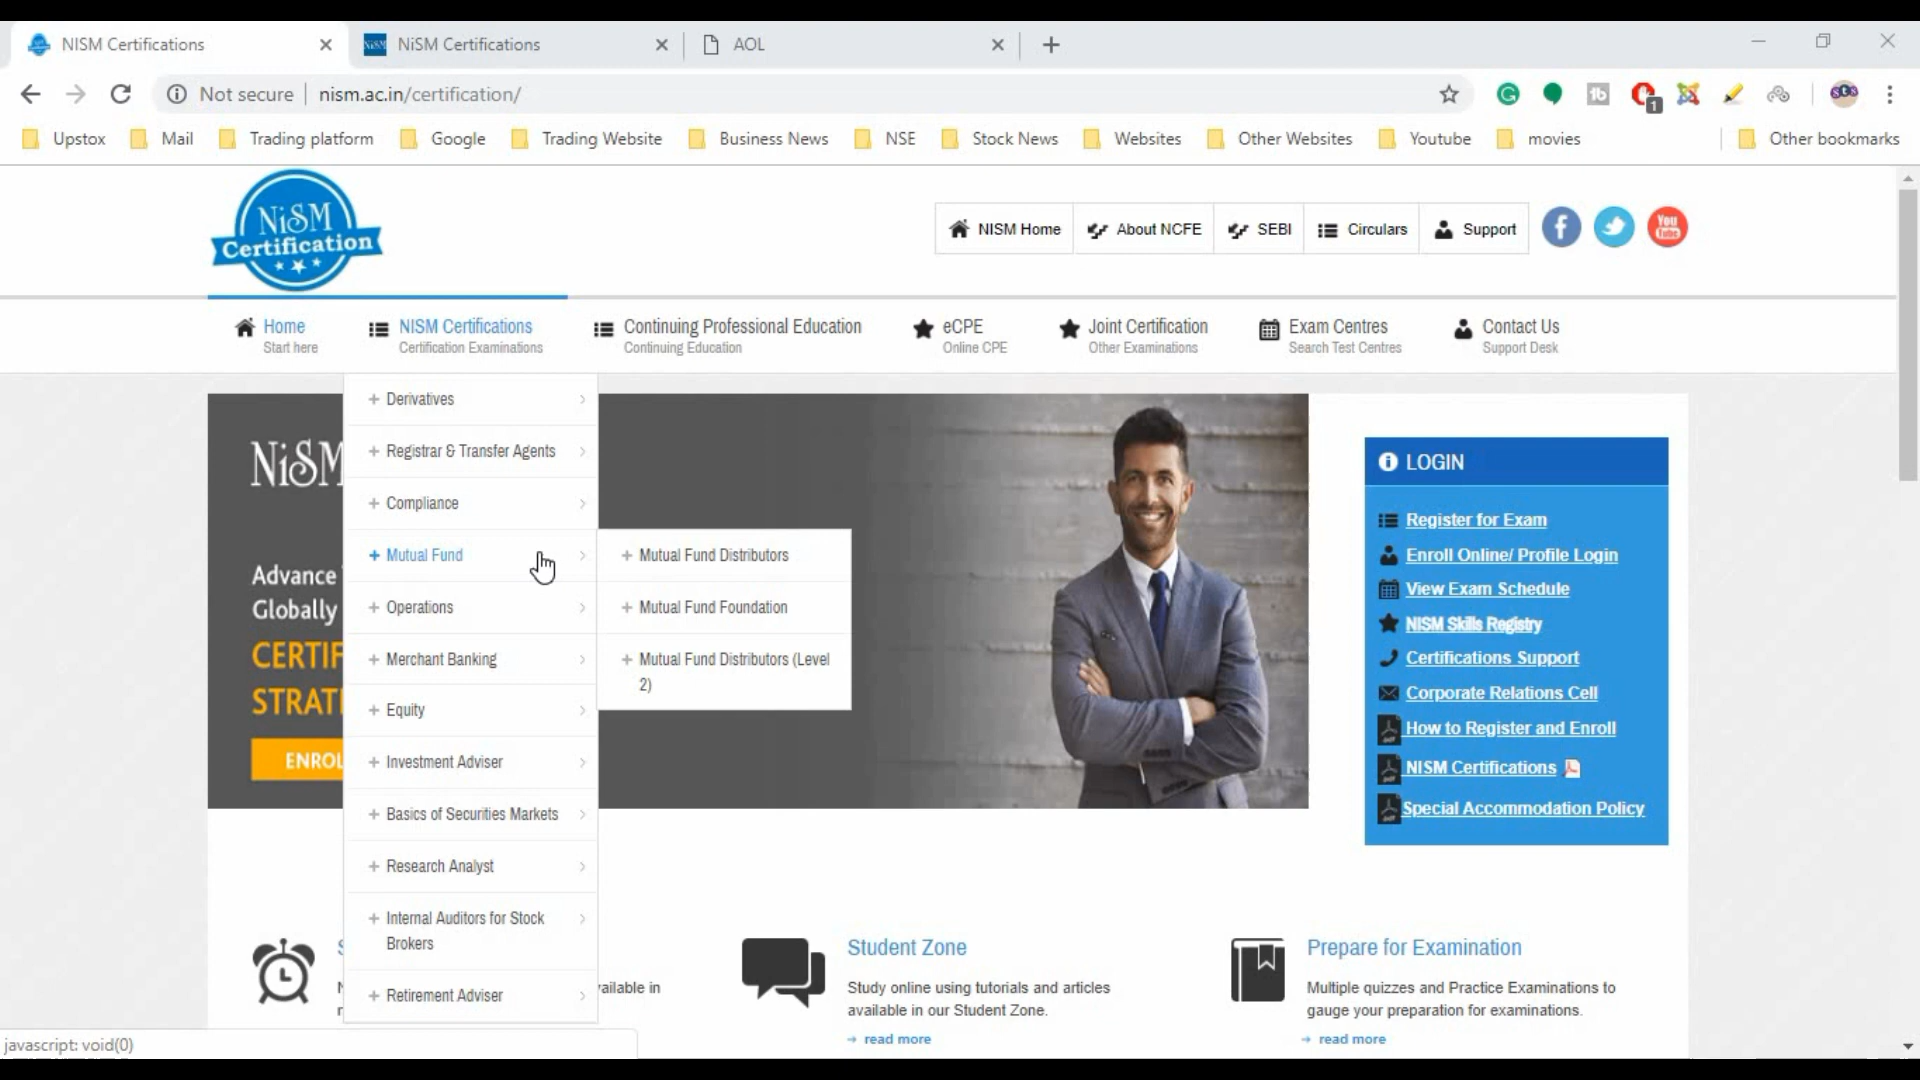 NISM Certifications
NiSM NiSM Certifications
AOL
Not secure nism.ac.in/certification/
1
Upstox Mail Trading platform Google Trading Website Business News NSE Stock News Websites Other Websites Youtube movies Other bookmarks
NiSM
Certification
NISM Home About NCFE SEBI Circulars Support
You
Tube
Home NISM Certifications Continuing Professional Education eCPE Joint Certification Exam Centres Contact Us
Start here Certification Examinations Continuing Education Online CPE Other Examinations Search Test Centres Support Desk
Derivatives
Registrar & Transfer Agents
Compliance
Mutual Fund
Operations
Merchant Banking
Equity
Investment Adviser
Basics of Securities Markets
Research Analyst
Internal Auditors for Stock
Brokers
Retirement Adviser
Mutual Fund Distributors
Mutual Fund Foundation
Mutual Fund Distributors (Level
2)
NiSM
Advance
Globally
CERTIF
STRATI
ENROL
LOGIN
Register for Exam
Enroll Online/ Profile Login
View Exam Schedule
NISM Skills Registry
Certifications Support
Corporate Relations Cell
How to Register and Enroll
NISM Certifications
Special Accommodation Policy
Student Zone
Study online using tutorials and articles
available in our Student Zone.
read more
Prepare for Examination
Multiple quizzes and Practice Examinations to
gauge your preparation for examinations.
read more
javascript: void(0)